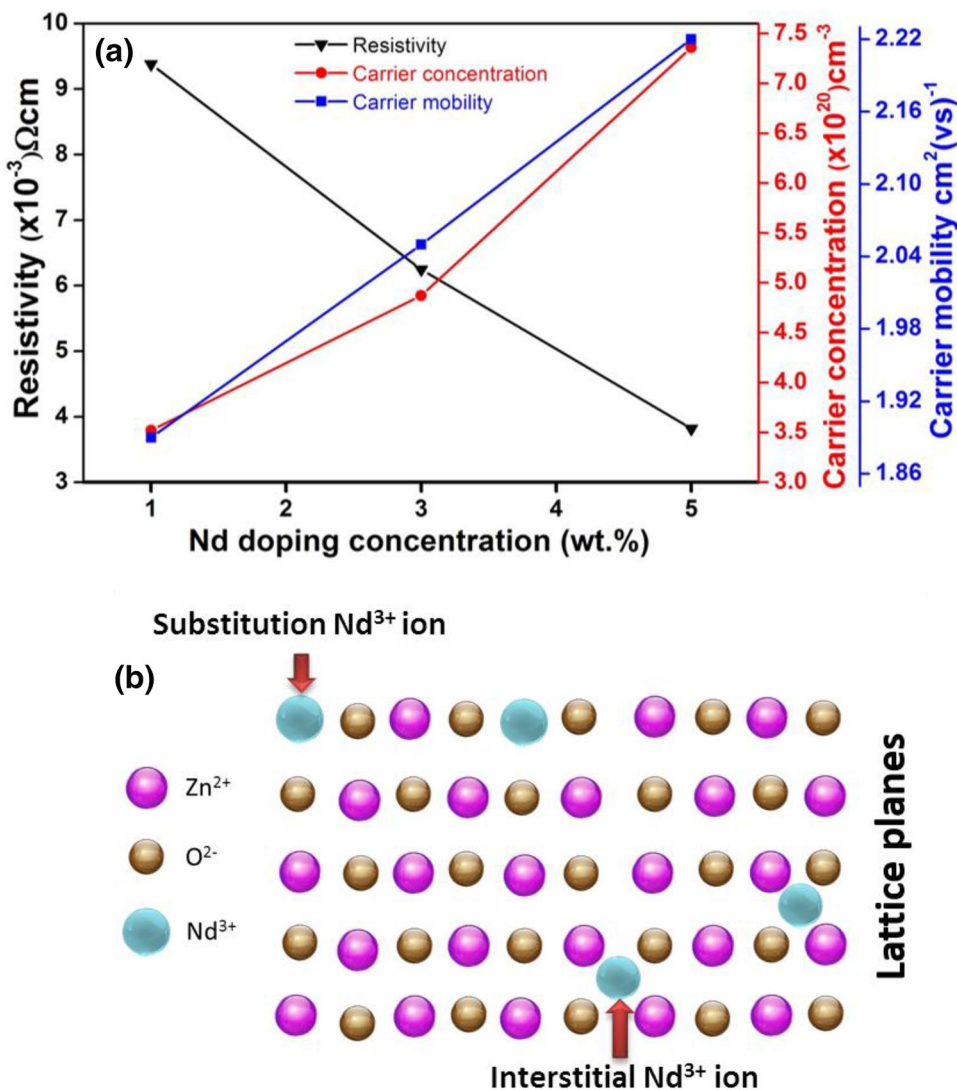 (a)
Resistivity
Carrier concentration
Carrier mobility
Resistivity (x10⁻³)Ωcm
10
9
8
7
6
5
4
3
1
2
3
4
5
Nd doping concentration (wt.%)
7.5
7.0
6.5
6.0
5.5
5.0
4.5
4.0
3.5
3.0
Carrier concentration (x10²⁰)cm⁻³
2.22
2.16
2.10
2.04
1.98
1.92
1.86
Carrier mobility cm²(vs)⁻¹
Substitution Nd³⁺ ion
(b)
Zn²⁺
O²⁻
Nd³⁺
Lattice planes
Interstitial Nd³⁺ ion